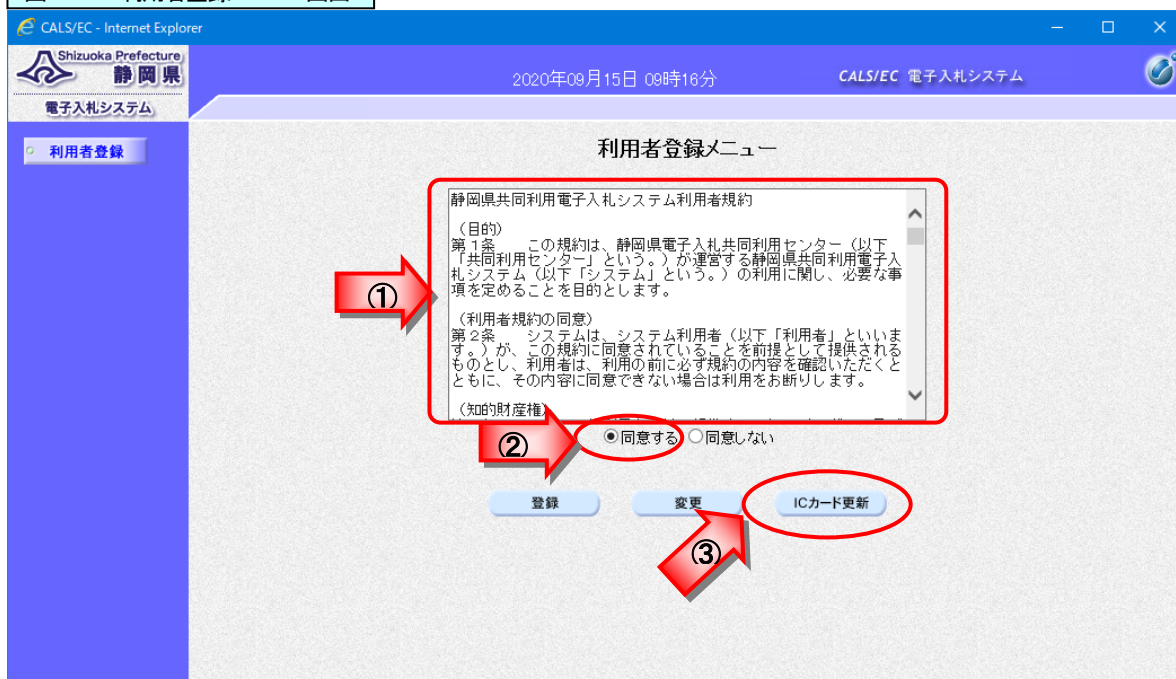 CALS/EC - Internet Explorer
Shizuoka Prefecture
静岡県
電子入札システム
2020年09月15日 09時16分
CALS/EC 電子入札システム
利用者登録
利用者登録メニュー
静岡県共同利用電子入札システム利用者規約
（目的）
第１条　　この規約は、静岡県電子入札共同利用センター（以下
「共同利用センター」という。）が運営する静岡県共同利用電子入
札システム（以下「システム」という。）の利用に関し、必要な事
項を定めることを目的とします。
（利用者規約の同意）
第２条　　システムは、システム利用者（以下「利用者」といいま
す。）が、この規約に同意されていることを前提として提供される
ものとし、利用者は、利用の前に必ず規約の内容を確認いただくと
ともに、その内容に同意できない場合は利用をお断りします。
（知的財産権）
①
②
同意する 同意しない
登録 変更 ICカード更新
③